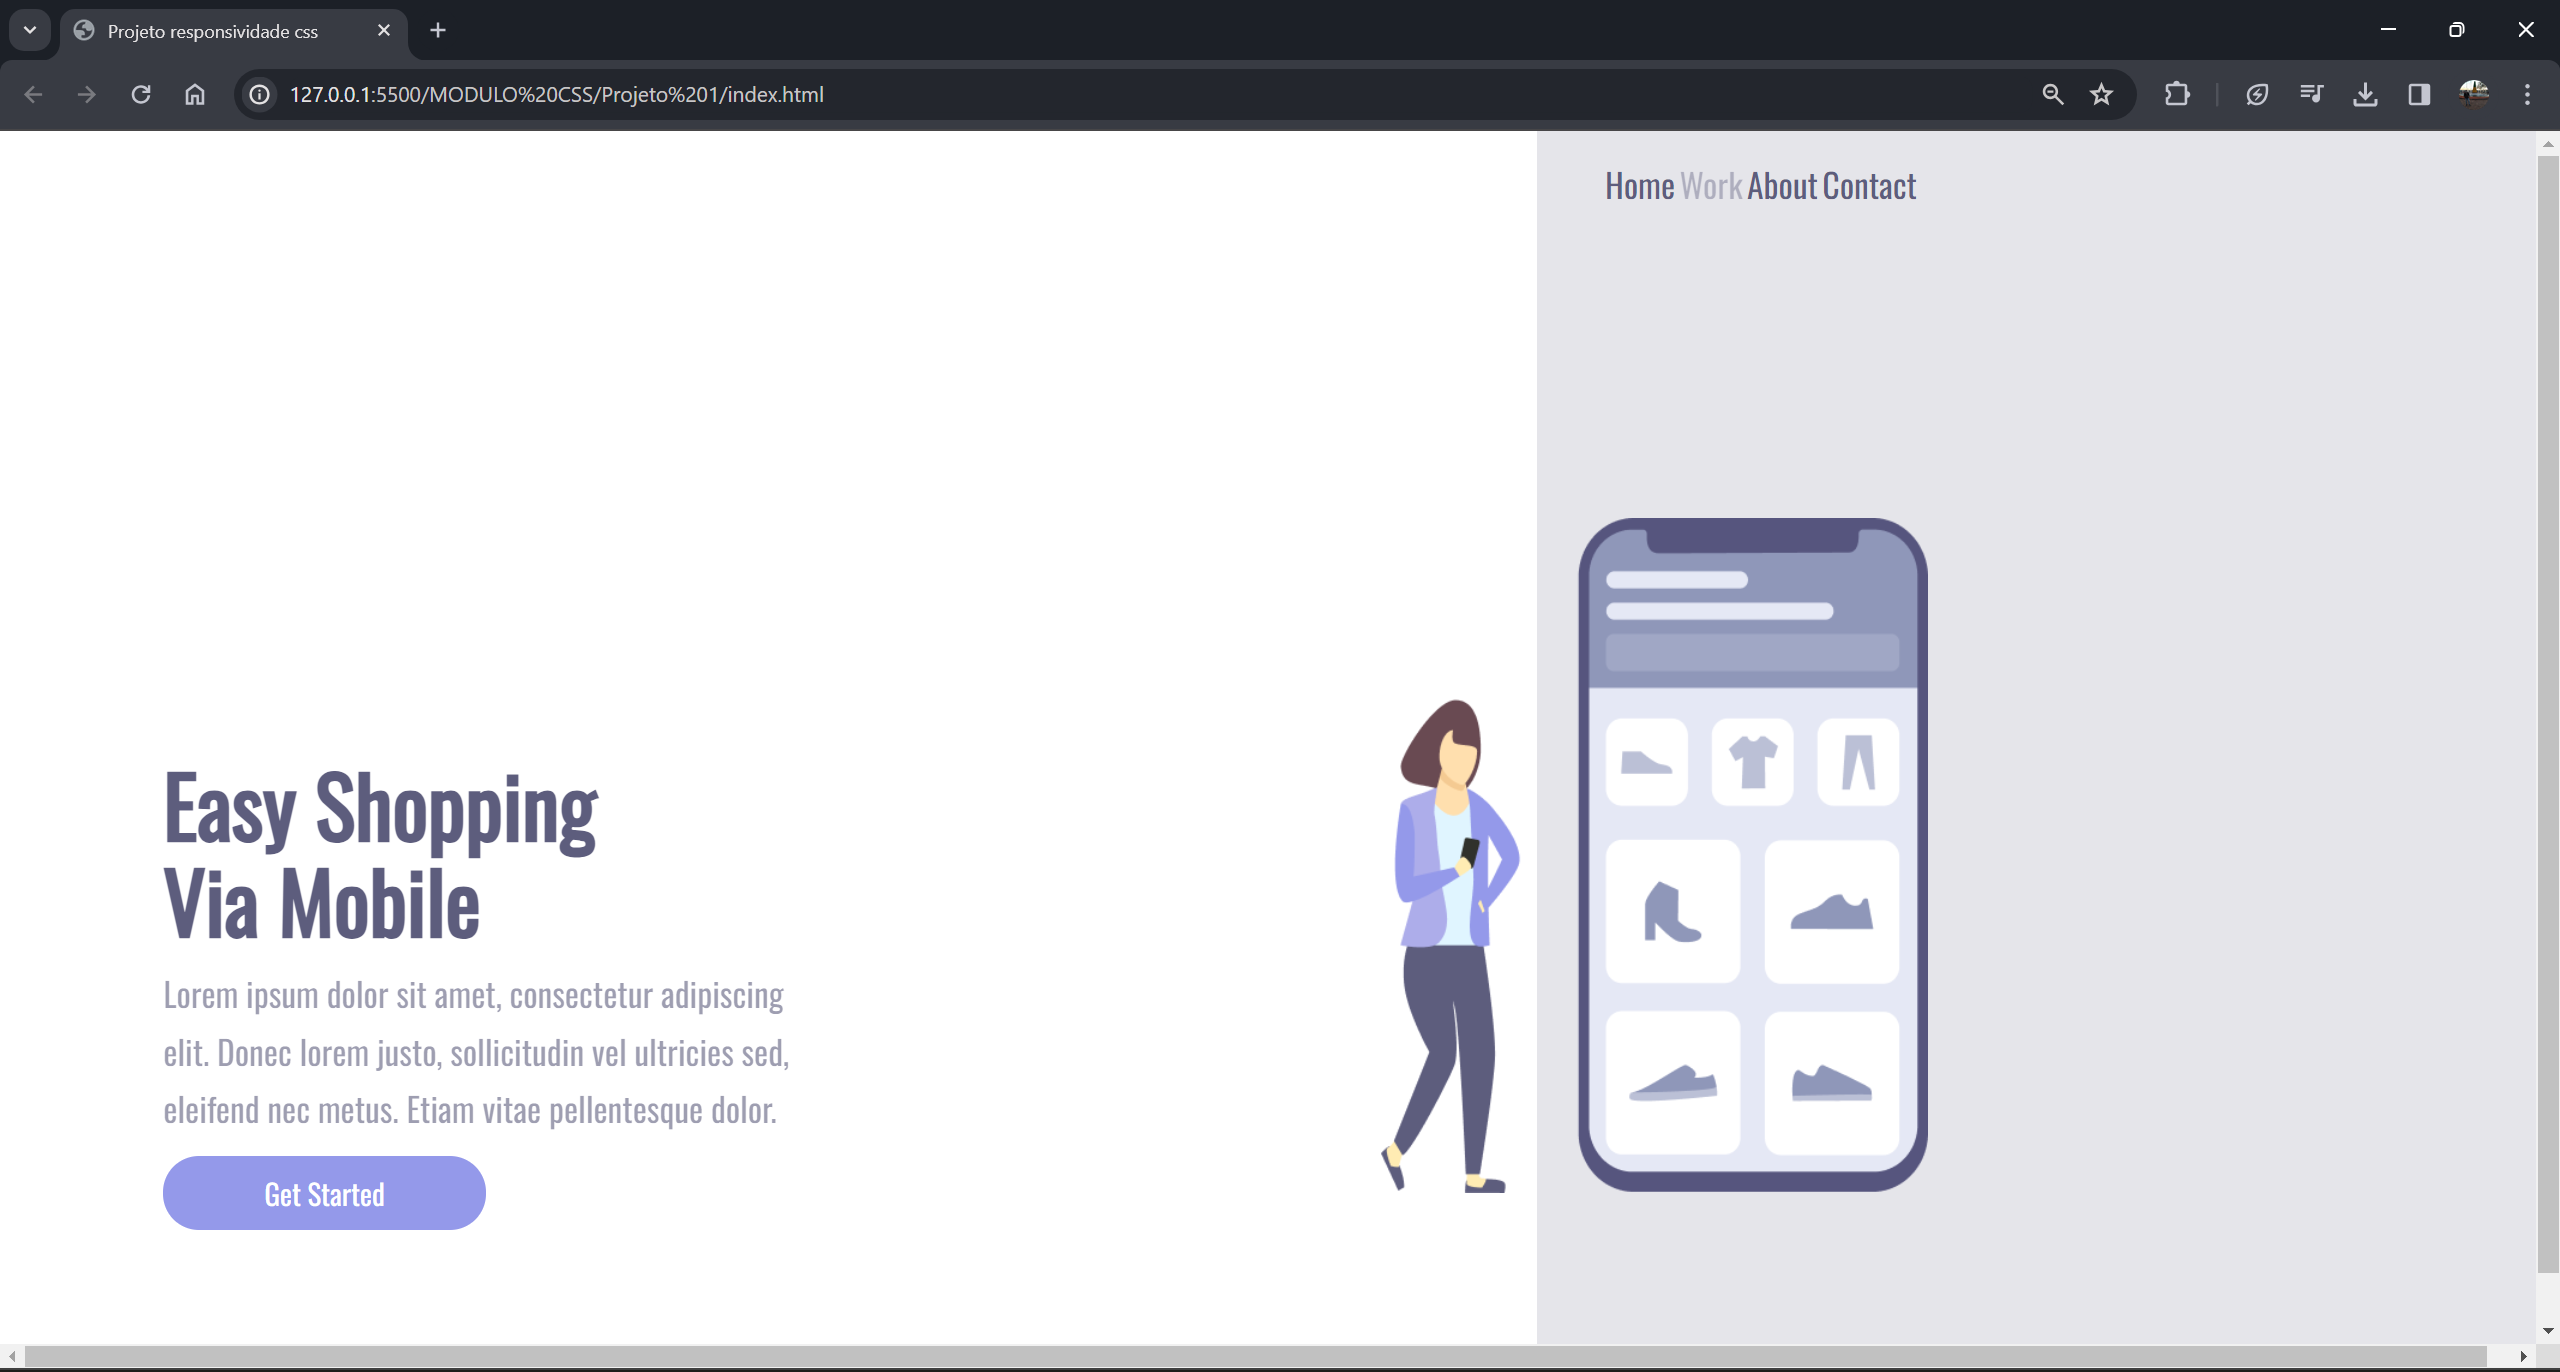 Projeto responsividade css
127.0.0.1:5500/MODULO%20CSS/Projeto%201/index.html
Home Work About Contact
Easy Shopping
Via Mobile
Lorem ipsum dolor sit amet, consectetur adipiscing
elit. Donec lorem justo, sollicitudin vel ultricies sed,
eleifend nec metus. Etiam vitae pellentesque dolor.
Get Started